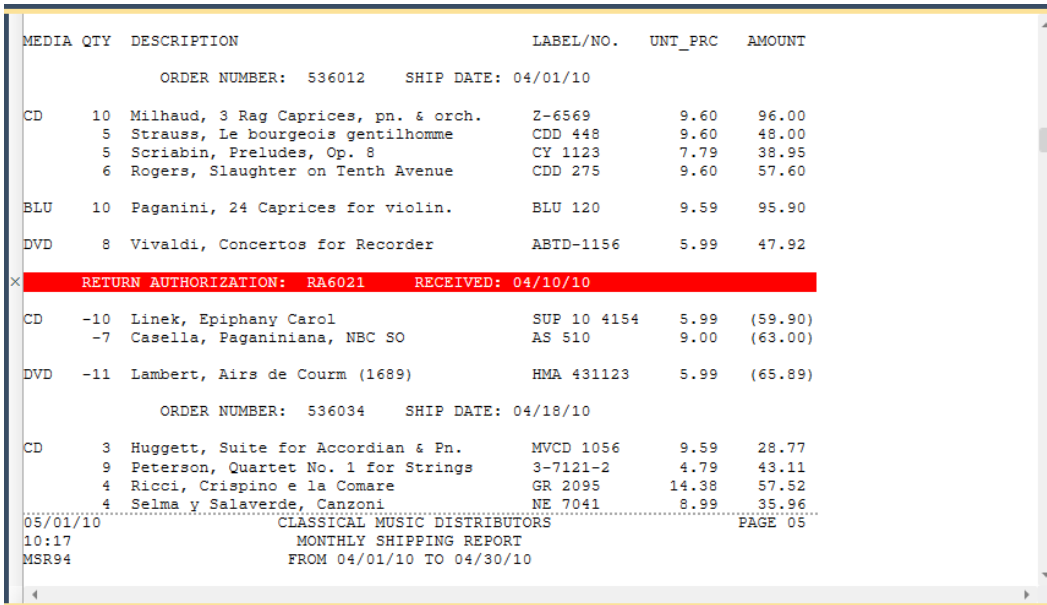 MEDIA QTY DESCRIPTION LABEL/NO. UNT_PRC AMOUNT
ORDER NUMBER: 536012 SHIP DATE: 04/01/10
CD 10 Milhaud, 3 Rag Caprices, pn. & orch. Z-6569 9.60 96.00
5 Strauss, Le bourgeois gentilhomme CDD 448 9.60 48.00
5 Scriabin, Preludes, Op. 8 CY 1123 7.79 38.95
6 Rogers, Slaughter on Tenth Avenue CDD 275 9.60 57.60
BLU 10 Paganini, 24 Caprices for violin. BLU 120 9.59 95.90
DVD 8 Vivaldi, Concertos for Recorder ABTD-1156 5.99 47.92
RETURN AUTHORIZATION: RA6021 RECEIVED: 04/10/10
CD -10 Linek, Epiphany Carol SUP 10 4154 5.99 (59.90)
-7 Casella, Paganiniana, NBC SO AS 510 9.00 (63.00)
DVD -11 Lambert, Airs de Courm (1689) HMA 431123 5.99 (65.89)
ORDER NUMBER: 536034 SHIP DATE: 04/18/10
CD 3 Huggett, Suite for Accordian & Pn. MVCD 1056 9.59 28.77
9 Peterson, Quartet No. 1 for Strings 3-7121-2 4.79 43.11
4 Ricci, Crispino e la Comare GR 2095 14.38 57.52
4 Selma y Salaverde, Canzoni NE 7041 8.99 35.96
05/01/10 CLASSICAL MUSIC DISTRIBUTORS PAGE 05
10:17 MONTHLY SHIPPING REPORT
MSR94 FROM 04/01/10 TO 04/30/10